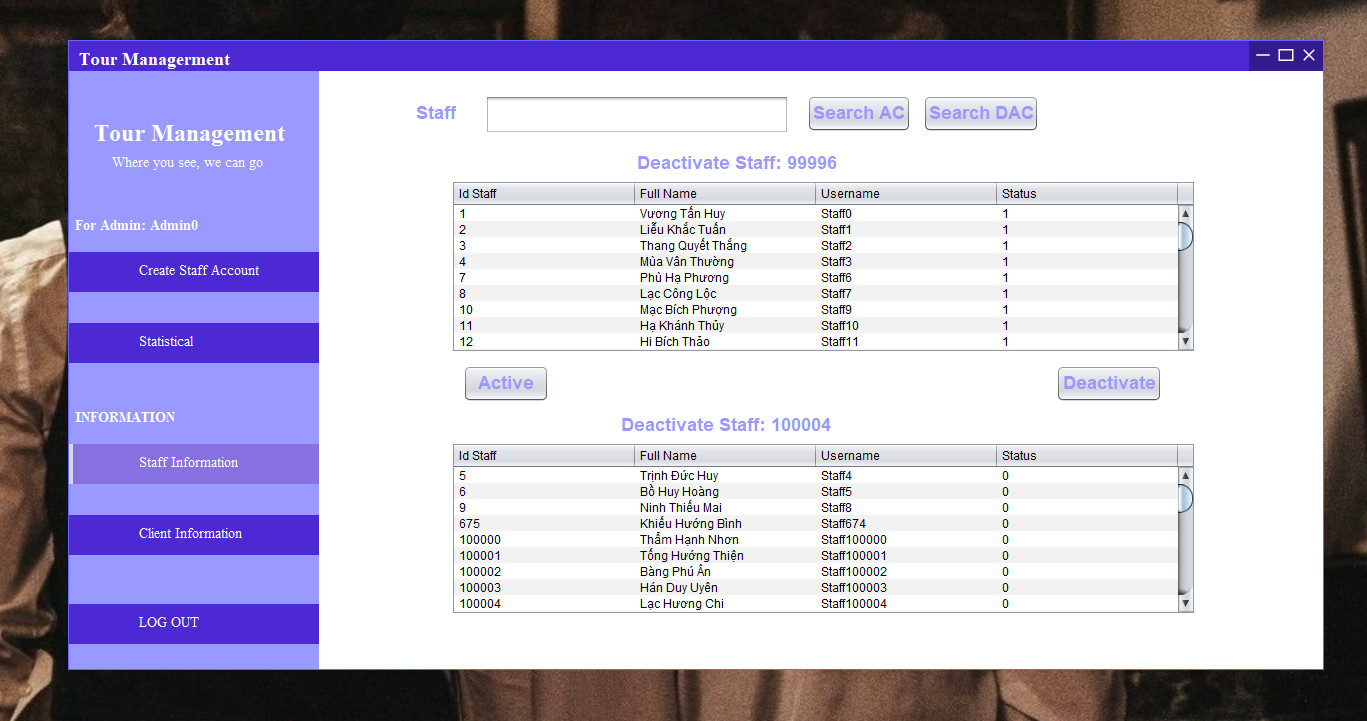 Tour Managerment
Tour Management
Where you see, we can go
For Admin: Admin0
Create Staff Account
Statistical
INFORMATION
Staff Information
Client Information
LOG OUT
Staff Search AC Search DAC
Deactivate Staff: 99996
Id Staff Full Name Username Status
1 Vương Tấn Huy Staff0 1
2 Liễu Khắc Tuấn Staff1 1
3 Thang Quyết Thắng Staff2 1
4 Mùa Vân Thường Staff3 1
7 Phù Hạ Phương Staff6 1
8 Lạc Công Lộc Staff7 1
10 Mạc Bích Phượng Staff9 1
11 Hạ Khánh Thủy Staff10 1
12 Hi Bích Thảo Staff11 1
Active Deactivate
Deactivate Staff: 100004
Id Staff Full Name Username Status
5 Trịnh Đức Huy Staff4 0
6 Bồ Huy Hoàng Staff5 0
9 Ninh Thiếu Mai Staff8 0
675 Khiếu Hướng Bình Staff674 0
100000 Thẩm Hạnh Nhơn Staff100000 0
100001 Tống Hướng Thiện Staff100001 0
100002 Bàng Phú Ân Staff100002 0
100003 Hán Duy Uyên Staff100003 0
100004 Lạc Hương Chi Staff100004 0